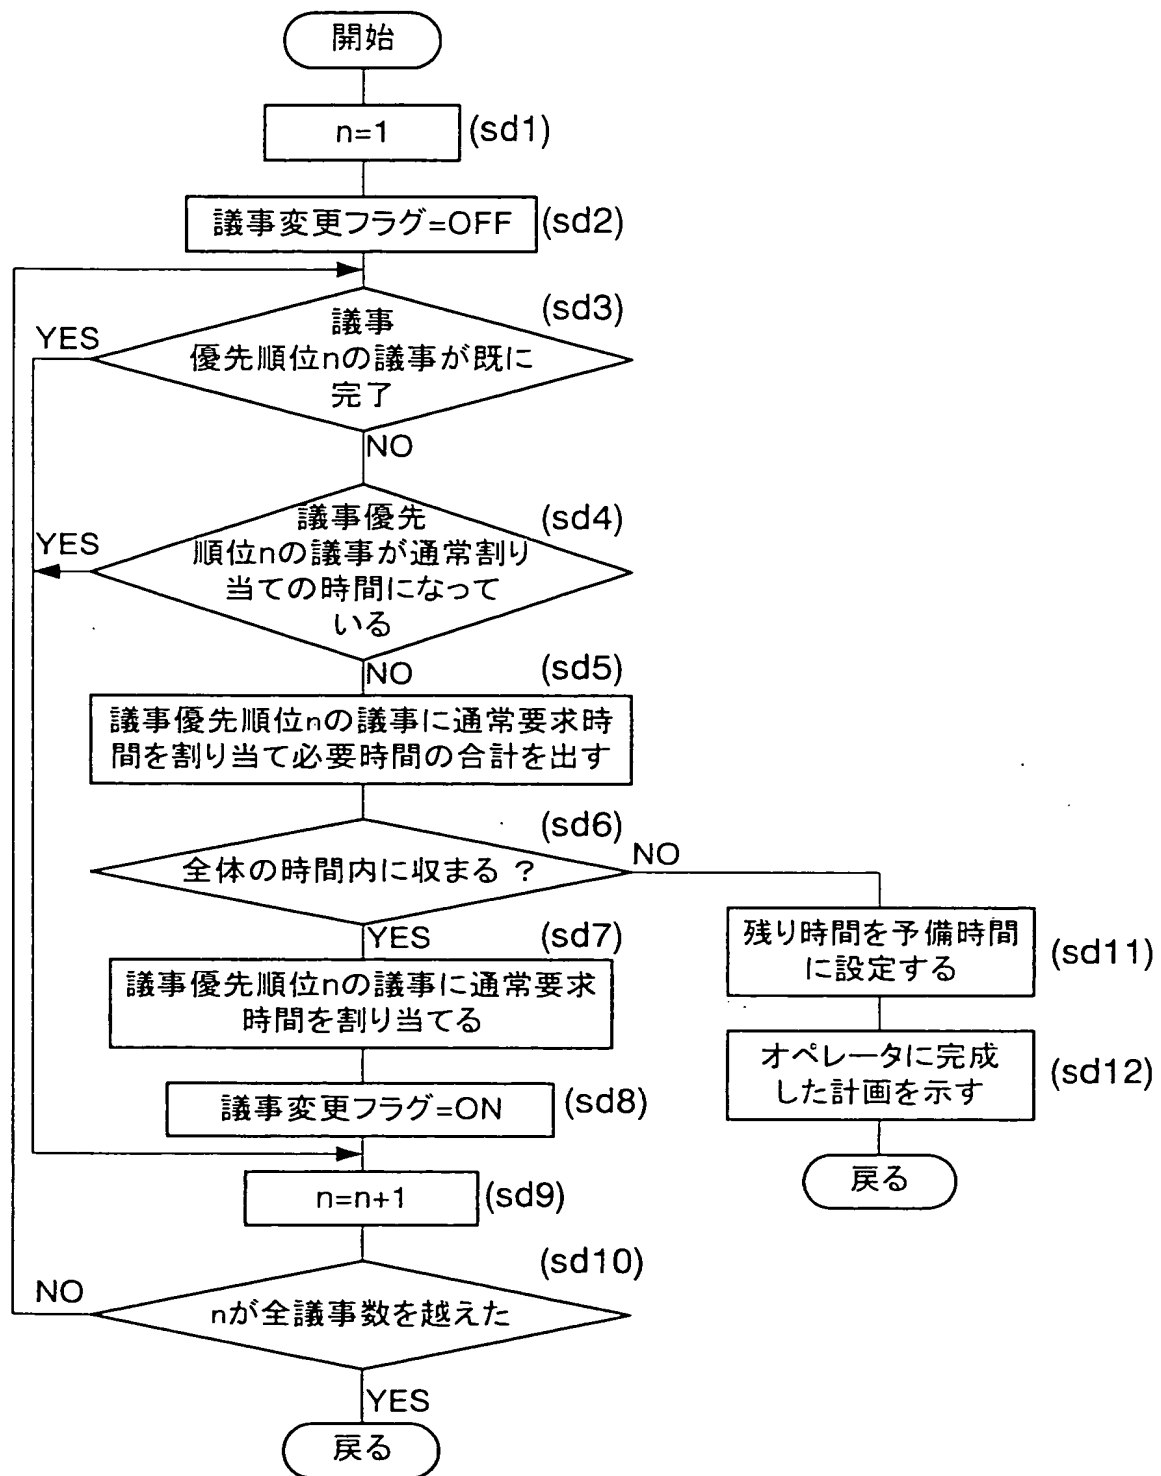 開始
n=1
(sd1)
議事変更フラグ=OFF
(sd2)
(sd3)
YES
議事
優先順位nの議事が既に
完了
NO
(sd4)
YES
議事優先
順位nの議事が通常割り
当ての時間になって
いる
NO
(sd5)
議事優先順位nの議事に通常要求時
間を割り当て必要時間の合計を出す
(sd6)
全体の時間内に収まる ?
NO
YES
(sd7)
議事優先順位nの議事に通常要求
時間を割り当てる
残り時間を予備時間
に設定する
(sd11)
オペレータに完成
した計画を示す
(sd12)
議事変更フラグ=ON
(sd8)
戻る
n=n+1
(sd9)
(sd10)
NO
nが全議事数を越えた
YES
戻る